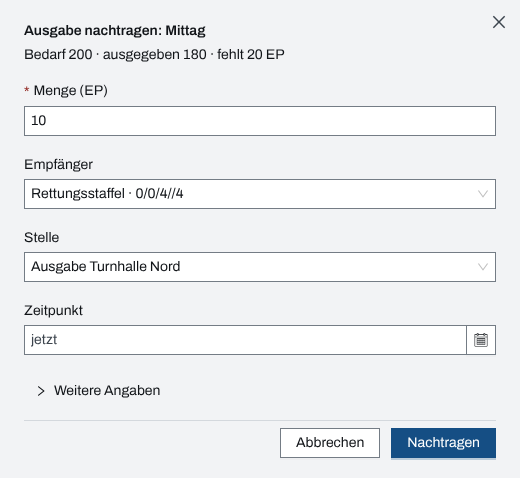 Ausgabe nachtragen: Mittag
Bedarf 200 · ausgegeben 180 · fehlt 20 EP
* Menge (EP)
10
Empfänger
Rettungsstaffel · 0/0/4//4
Stelle
Ausgabe Turnhalle Nord
Zeitpunkt
jetzt
Weitere Angaben
Abbrechen
Nachtragen